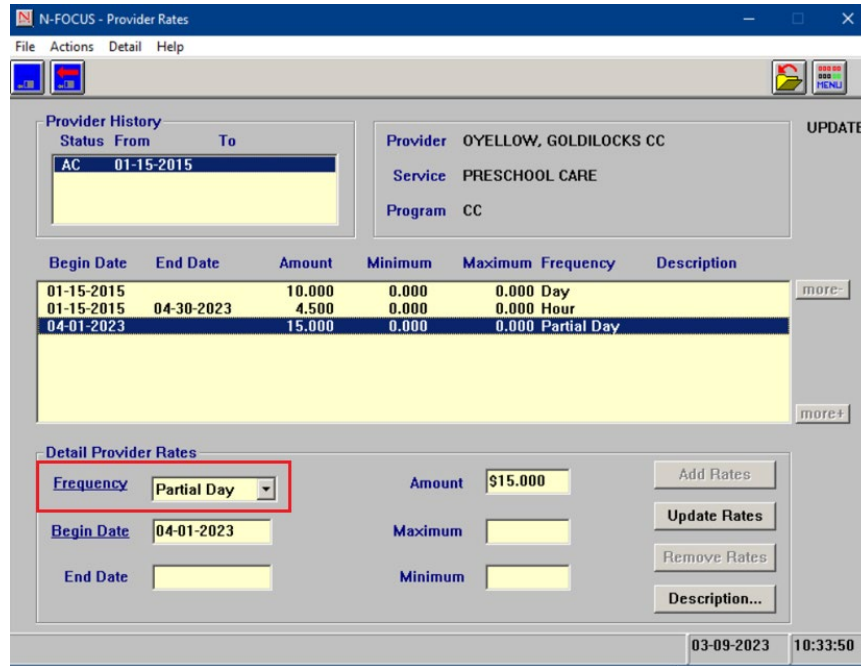 N-FOCUS - Provider Rates
File Actions Detail Help
MENU
Provider History
Status From To
AC 01-15-2015
Provider OYELLOW, GOLDILOCKS CC
Service PRESCHOOL CARE
Program CC
UPDATE
Begin Date End Date Amount Minimum Maximum Frequency Description
01-15-2015 10.000 0.000 0.000 Day
01-15-2015 04-30-2023 4.500 0.000 0.000 Hour
04-01-2023 15.000 0.000 0.000 Partial Day
more-
more+
Detail Provider Rates
Frequency Partial Day
Amount $15.000
Add Rates
Begin Date 04-01-2023
Maximum
Update Rates
End Date
Minimum
Remove Rates
Description...
03-09-2023 10:33:50